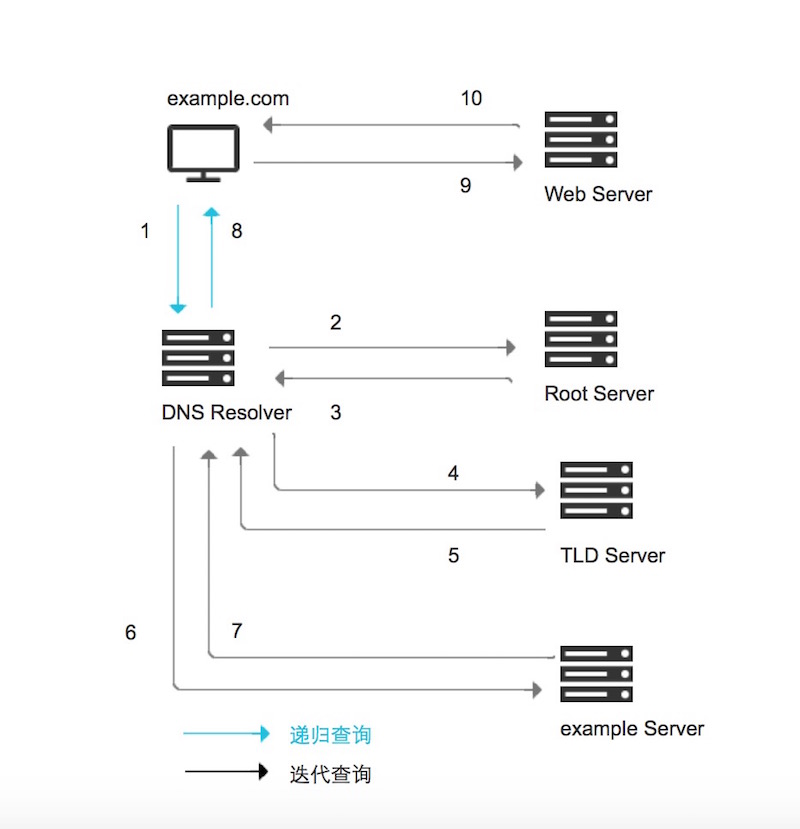 example.com
10
9
Web Server
1
8
2
DNS Resolver
3
Root Server
4
5
TLD Server
6
7
example Server
递归查询
迭代查询